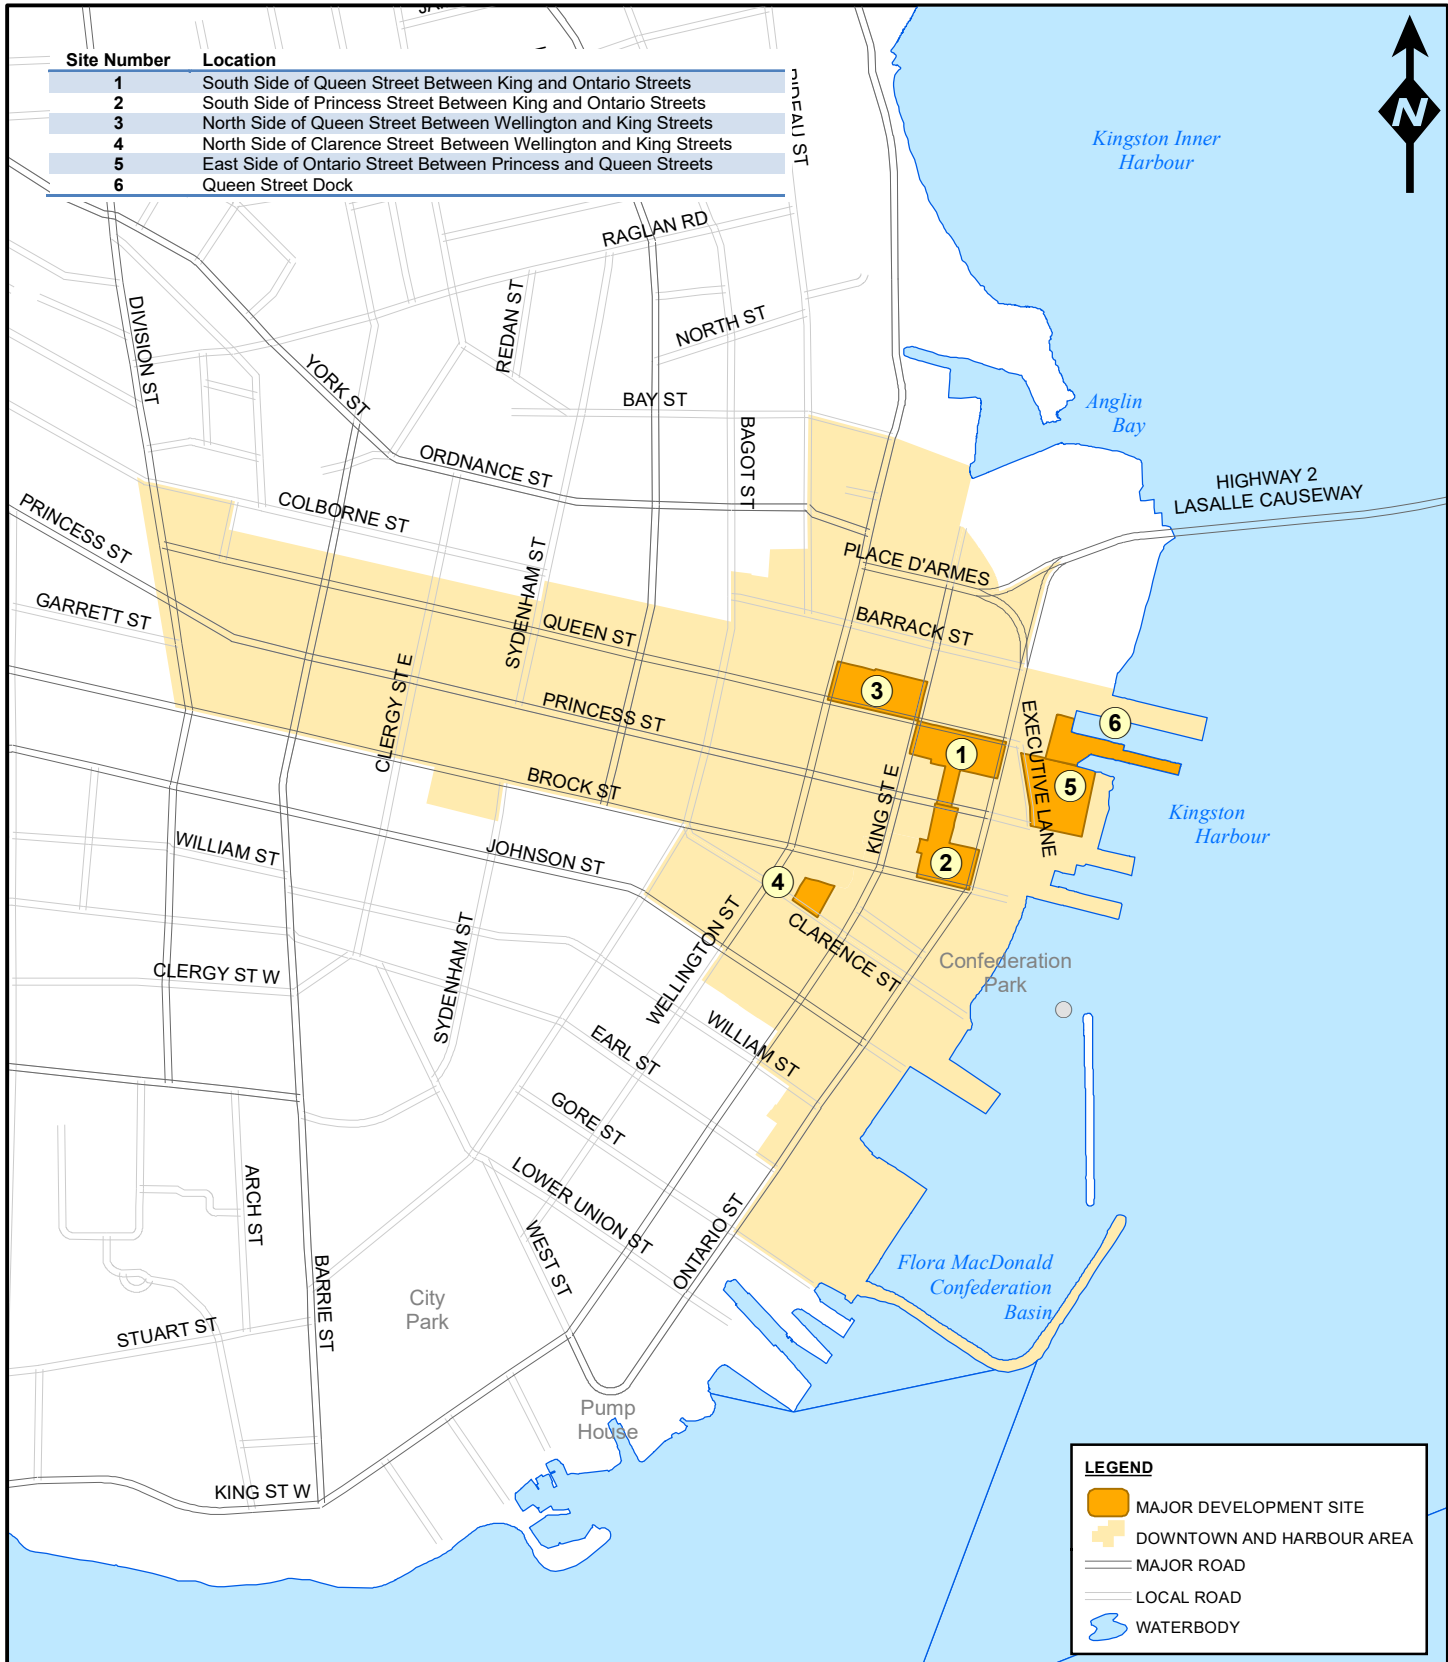 Site Number Location
1 South Side of Queen Street Between King and Ontario Streets
2 South Side of Princess Street Between King and Ontario Streets
3 North Side of Queen Street Between Wellington and King Streets
4 North Side of Clarence Street Between Wellington and King Streets
5 East Side of Ontario Street Between Princess and Queen Streets
6 Queen Street Dock
RIDEAU ST
N
Kingston Inner
Harbour
RAGLAN RD
REDAN ST
NORTH ST
DIVISION ST
YORK ST
BAY ST
Anglin
Bay
BAGOT ST
ORDNANCE ST
HIGHWAY 2
LASALLE CAUSEWAY
COLBORNE ST
PRINCESS ST
SYDENHAM ST
PLACE D'ARMES
GARRETT ST
QUEEN ST
BARRACK ST
CLERGY ST E
PRINCESS ST
3
EXECUTIVE LANE
6
1
5
BROCK ST
KING ST E
Kingston
Harbour
WILLIAM ST
JOHNSON ST
2
4
CLARENCE ST
WELLINGTON ST
SYDENHAM ST
CLERGY ST W
Confederation
Park
WILLIAM ST
EARL ST
GORE ST
LOWER UNION ST
ARCH ST
WEST ST
ONTARIO ST
BARRIE ST
Flora MacDonald
Confederation
Basin
City
Park
STUART ST
Pump
House
KING ST W
LEGEND
MAJOR DEVELOPMENT SITE
DOWNTOWN AND HARBOUR AREA
MAJOR ROAD
LOCAL ROAD
WATERBODY